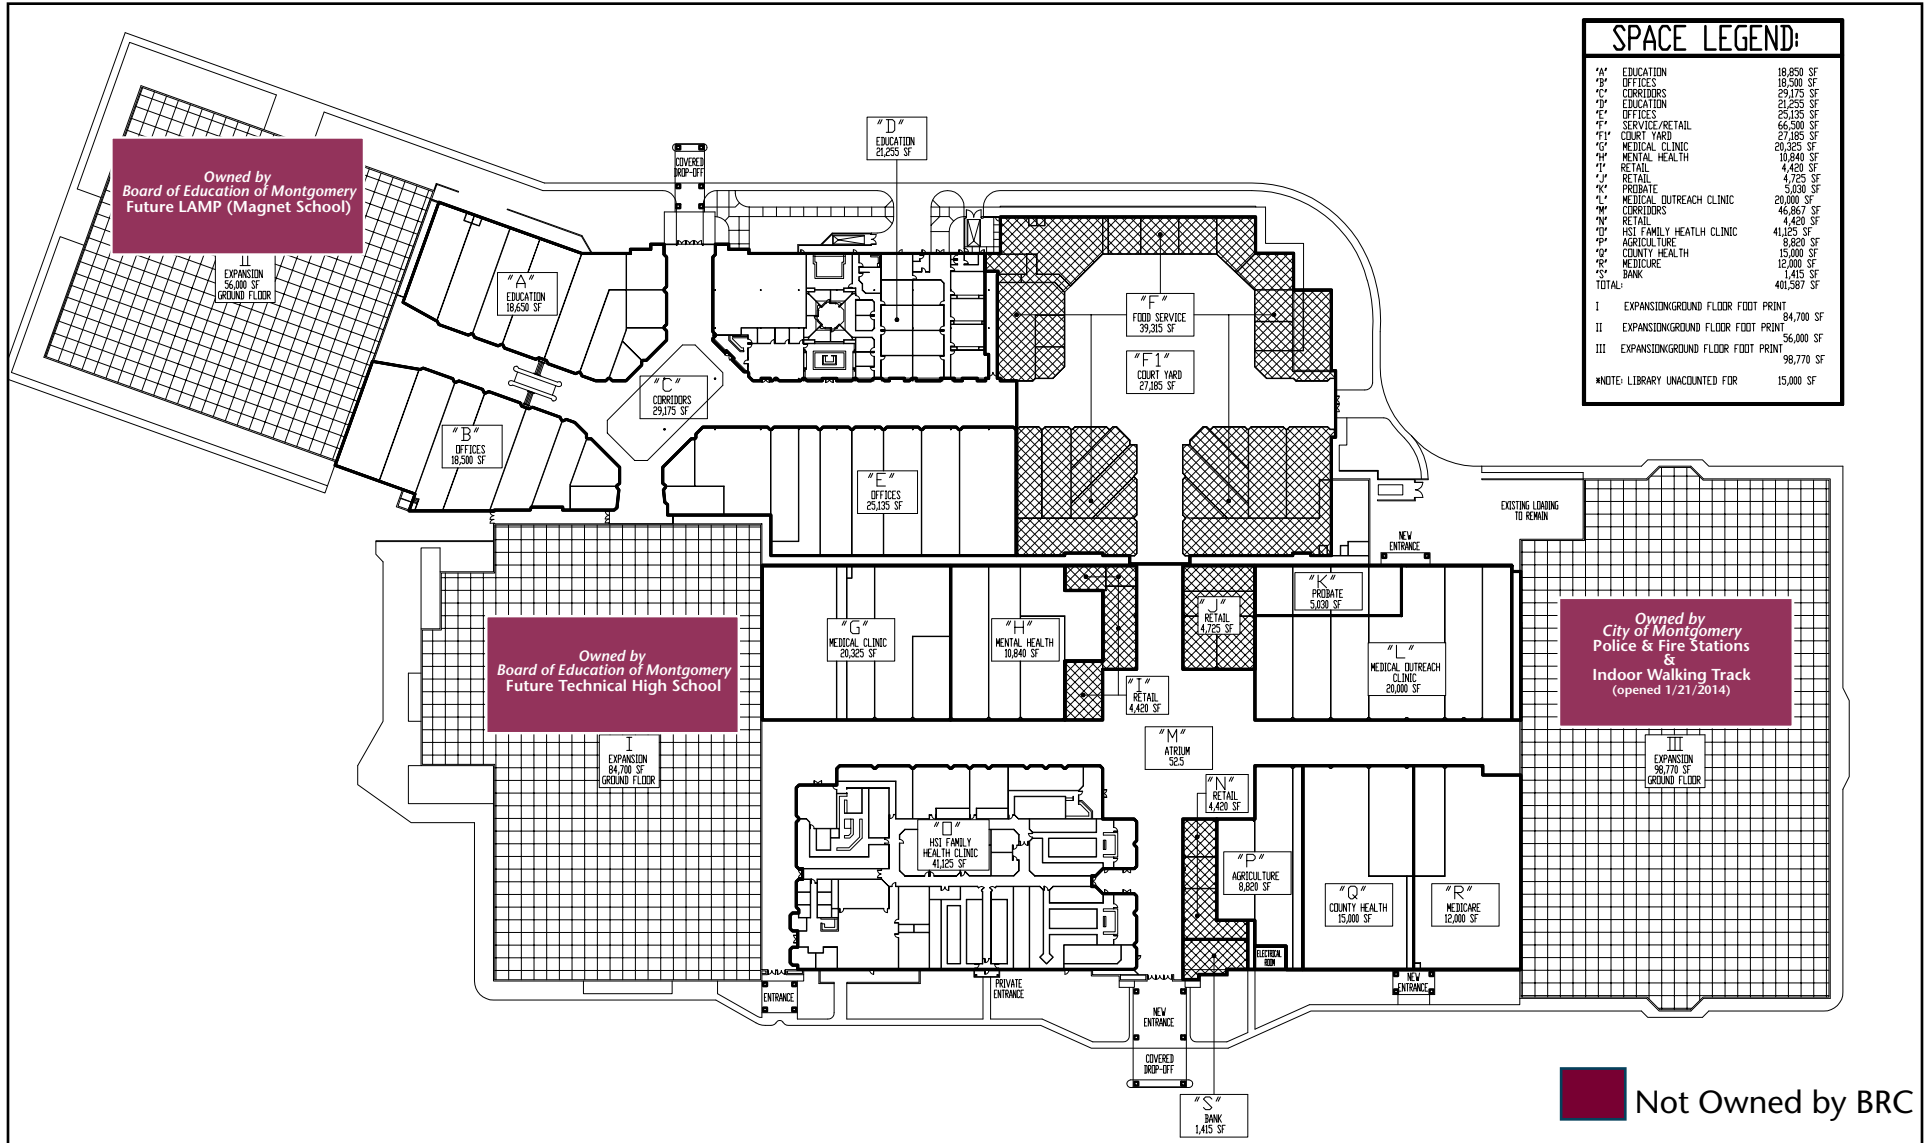 SPACE LEGEND:
"A" EDUCATION 18,850 SF
"B" OFFICES 18,500 SF
"C" CORRIDORS 29,175 SF
"D" EDUCATION 21,255 SF
"E" OFFICES 25,135 SF
"F" SERVICE/RETAIL 66,500 SF
"F1" COURT YARD 27,185 SF
"G" MEDICAL CLINIC 20,325 SF
"H" MENTAL HEALTH 10,840 SF
"I" RETAIL 4,420 SF
"J" RETAIL 4,725 SF
"K" PROBATE 5,030 SF
"L" MEDICAL OUTREACH CLINIC 20,000 SF
"M" CORRIDORS 46,867 SF
"N" RETAIL 4,420 SF
"O" HSI FAMILY HEATLH CLINIC 41,125 SF
"P" AGRICULTURE 8,820 SF
"Q" COUNTY HEALTH 15,000 SF
"R" MEDICURE 12,000 SF
"S" BANK 1,415 SF
TOTAL: 401,587 SF
I EXPANSION(GROUND FLOOR FOOT PRINT
84,700 SF
II EXPANSION(GROUND FLOOR FOOT PRINT
56,000 SF
III EXPANSION(GROUND FLOOR FOOT PRINT
98,770 SF
*NOTE: LIBRARY UNACOUNTED FOR 15,000 SF
Owned by
Board of Education of Montgomery
Future LAMP (Magnet School)
II
EXPANSION
56,000 SF
GROUND FLOOR
COVERED
DROP-OFF
"D"
EDUCATION
21,255 SF
"A"
EDUCATION
18,650 SF
"F"
FOOD SERVICE
39,315 SF
"F1"
COURT YARD
27,185 SF
"C"
CORRIDORS
29,175 SF
"B"
OFFICES
18,500 SF
"E"
OFFICES
25,135 SF
EXISTING LOADING
TO REMAIN
NEW
ENTRANCE
"K"
PROBATE
5,030 SF
"J"
RETAIL
4,725 SF
"G"
MEDICAL CLINIC
20,325 SF
"H"
MENTAL HEALTH
10,840 SF
"L"
MEDICAL OUTREACH
CLINIC
20,000 SF
"I"
RETAIL
4,420 SF
Owned by
Board of Education of Montgomery
Future Technical High School
Owned by
City of Montgomery
Police & Fire Stations
&
Indoor Walking Track
(opened 1/21/2014)
I
EXPANSION
84,700 SF
GROUND FLOOR
"M"
ATRIUM
52.5
III
EXPANSION
98,770 SF
GROUND FLOOR
"N"
RETAIL
4,420 SF
"O"
HSI FAMILY
HEALTH CLINIC
41,125 SF
"P"
AGRICULTURE
8,820 SF
"Q"
COUNTY HEALTH
15,000 SF
"R"
MEDICARE
12,000 SF
ELECTRICAL
ROOM
ENTRANCE
PRIVATE
ENTRANCE
NEW
ENTRANCE
NEW
ENTRANCE
COVERED
DROP-OFF
"S"
BANK
1,415 SF
Not Owned by BRC